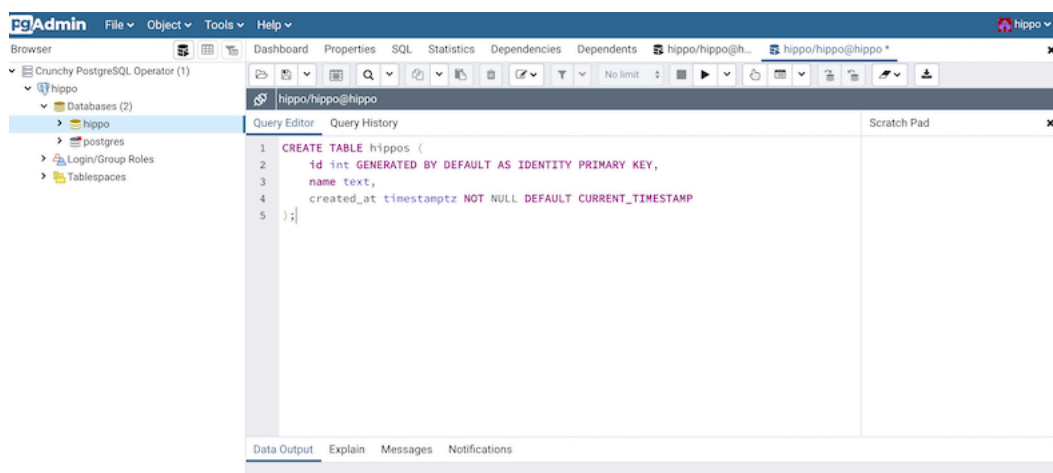 pgAdmin File Object Tools Help hippo
Browser
Dashboard Properties SQL Statistics Dependencies Dependents hippo/hippo@h... hippo/hippo@hippo *
Crunchy PostgreSQL Operator (1)
hippo
Databases (2)
hippo
postgres
Login/Group Roles
Tablespaces
No limit
hippo/hippo@hippo
Query Editor Query History
Scratch Pad
1 CREATE TABLE hippos (
2 id int GENERATED BY DEFAULT AS IDENTITY PRIMARY KEY,
3 name text,
4 created_at timestamptz NOT NULL DEFAULT CURRENT_TIMESTAMP
5 );
Data Output Explain Messages Notifications